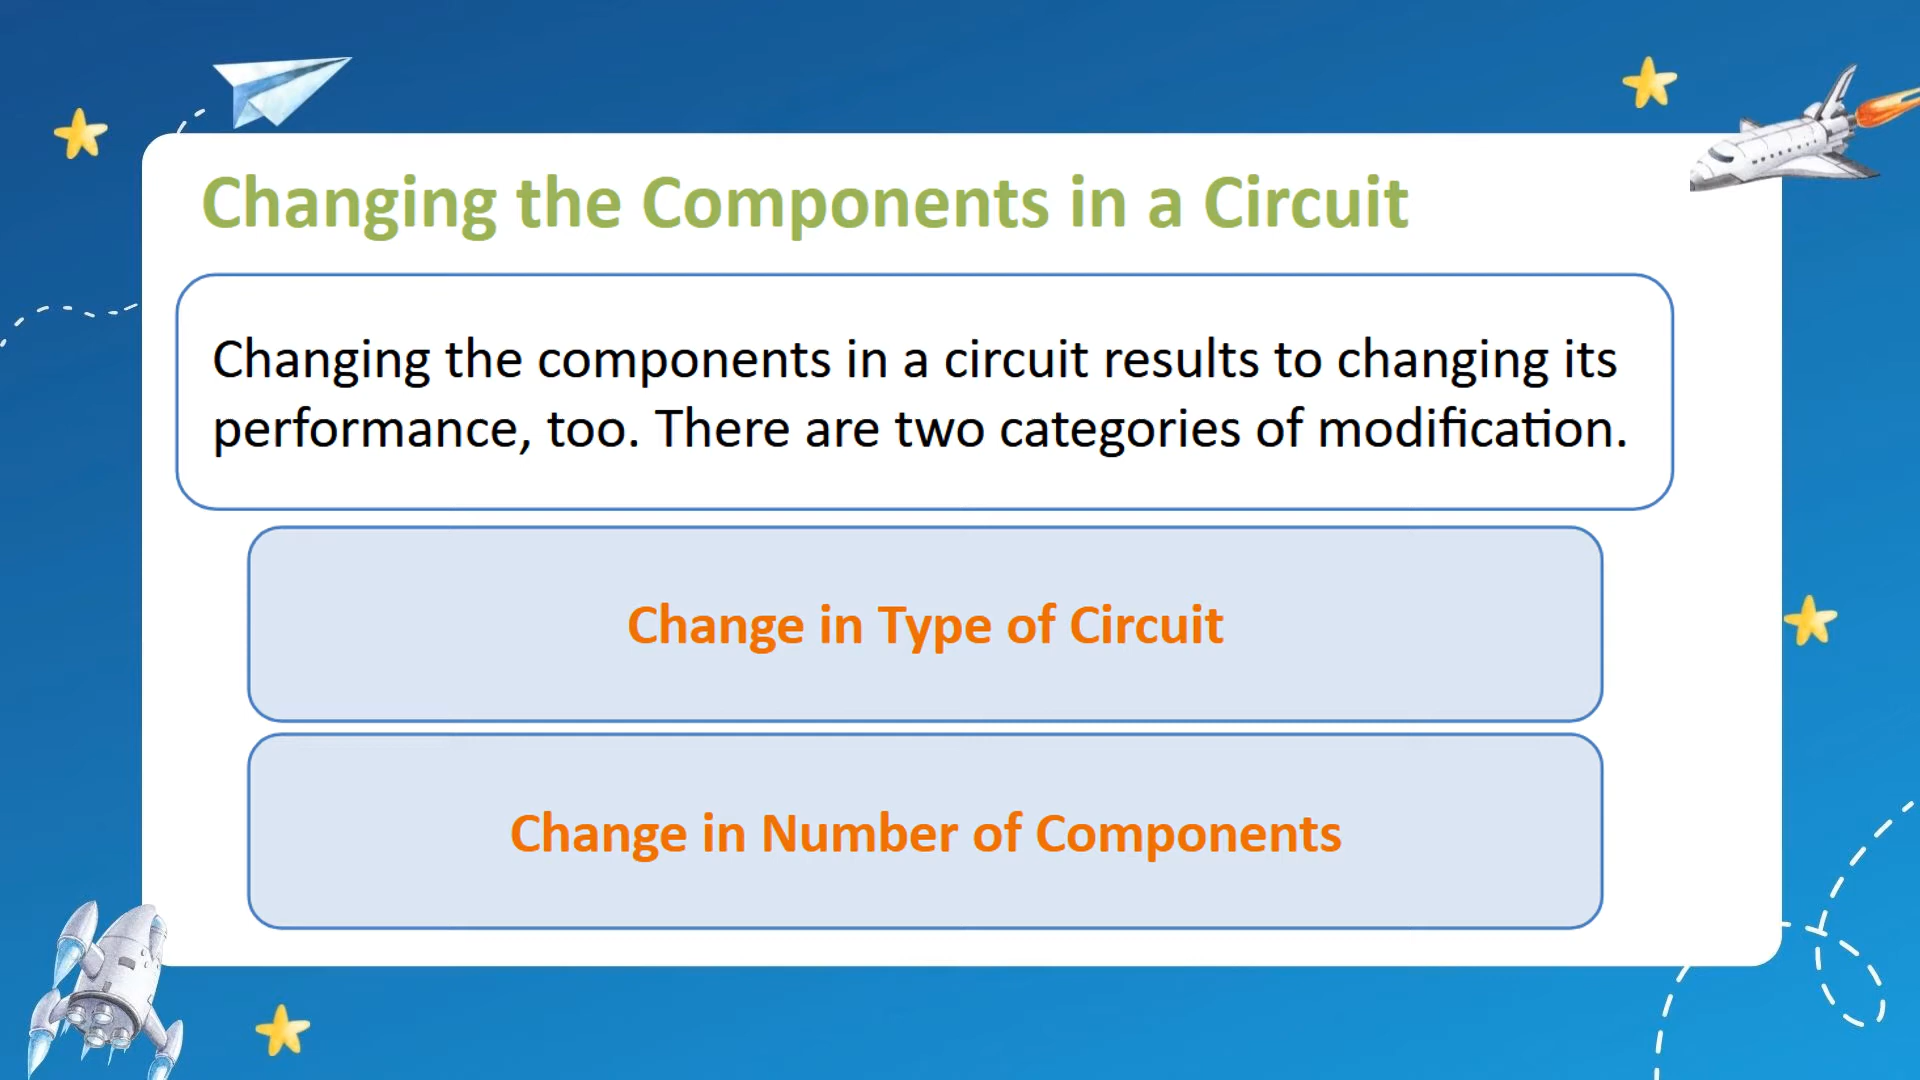 Changing the Components in a Circuit
Changing the components in a circuit results to changing its
performance, too. There are two categories of modification.
Change in Type of Circuit
Change in Number of Components